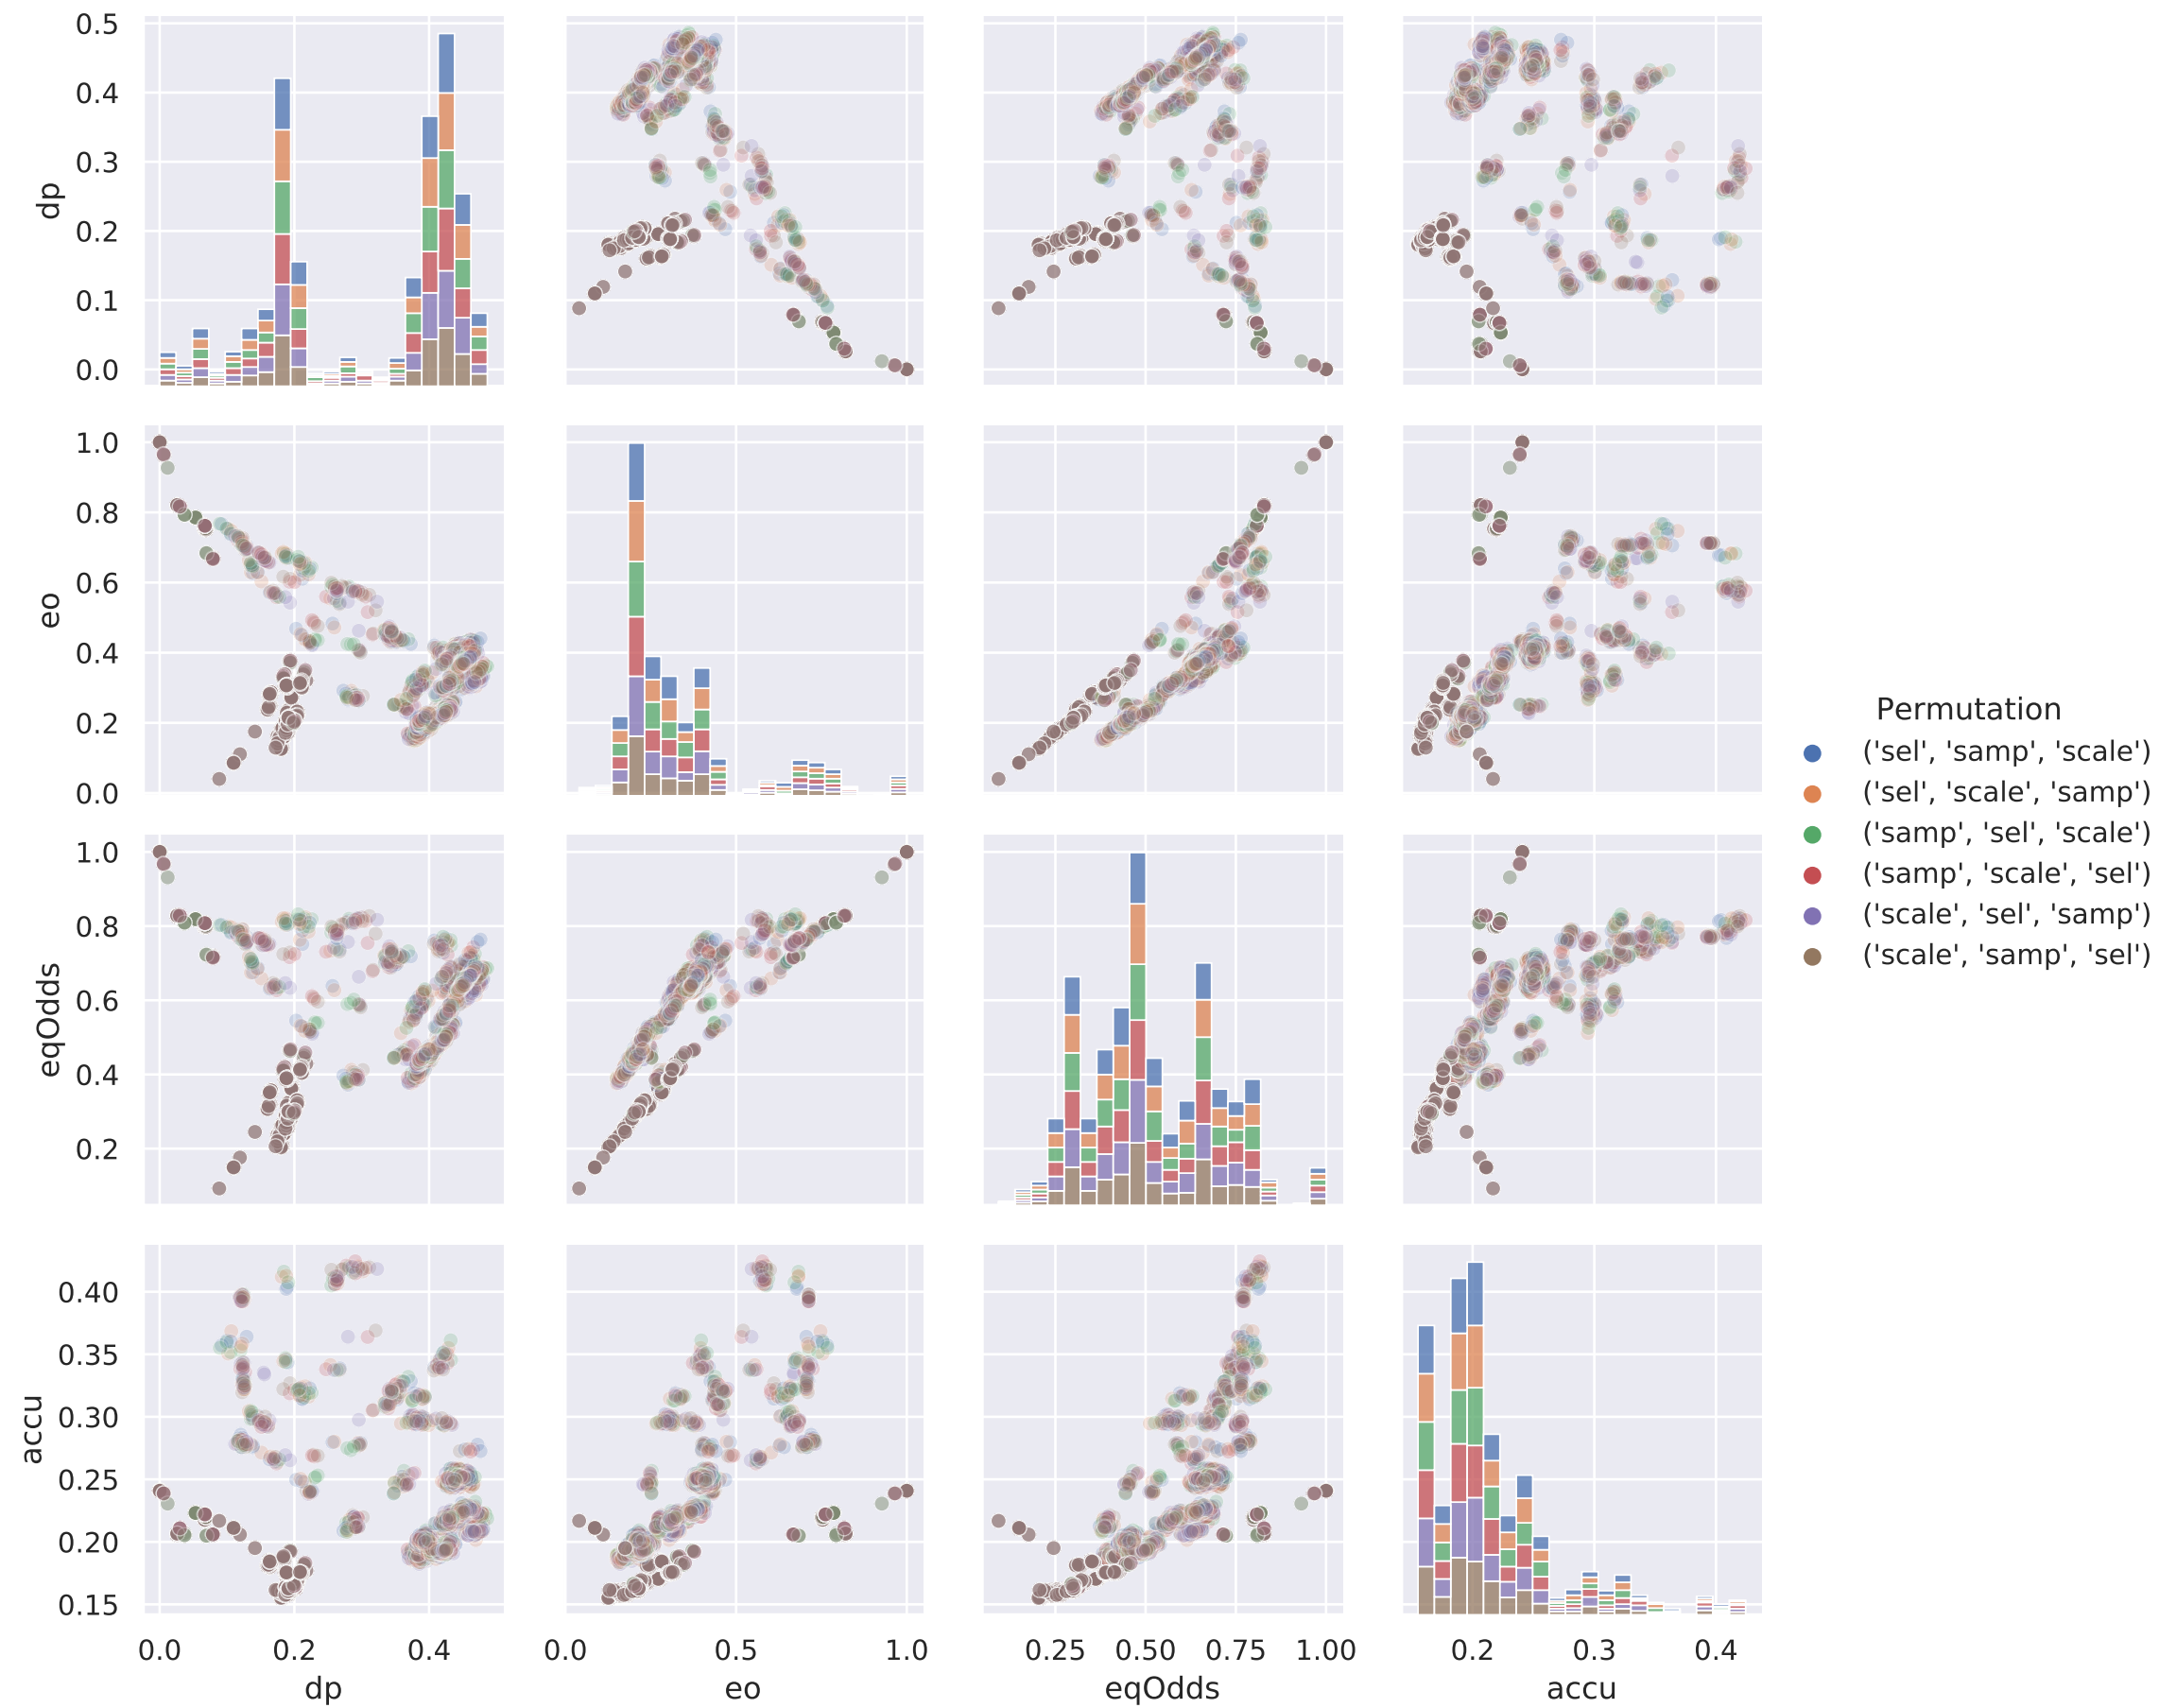 0.5
0.4
0.3
0.2
0.1
0.0
dp
1.0
0.8
0.6
0.4
0.2
0.0
eo
1.0
0.8
0.6
0.4
0.2
eqOdds
0.40
0.35
0.30
0.25
0.20
0.15
accu
0.0 0.2 0.4
dp
0.0 0.5 1.0
eo
0.25 0.50 0.75 1.00
eqOdds
0.2 0.3 0.4
accu
Permutation
('sel', 'samp', 'scale')
('sel', 'scale', 'samp')
('samp', 'sel', 'scale')
('samp', 'scale', 'sel')
('scale', 'sel', 'samp')
('scale', 'samp', 'sel')